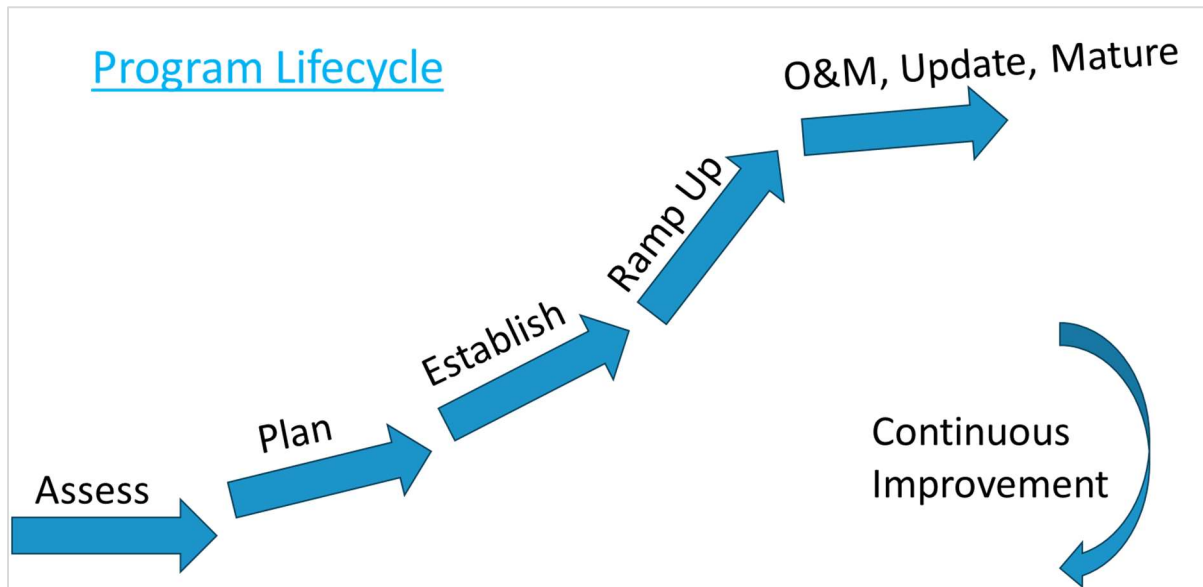 Program Lifecycle
O&M, Update, Mature
Ramp Up
Establish
Plan
Assess
Continuous
Improvement